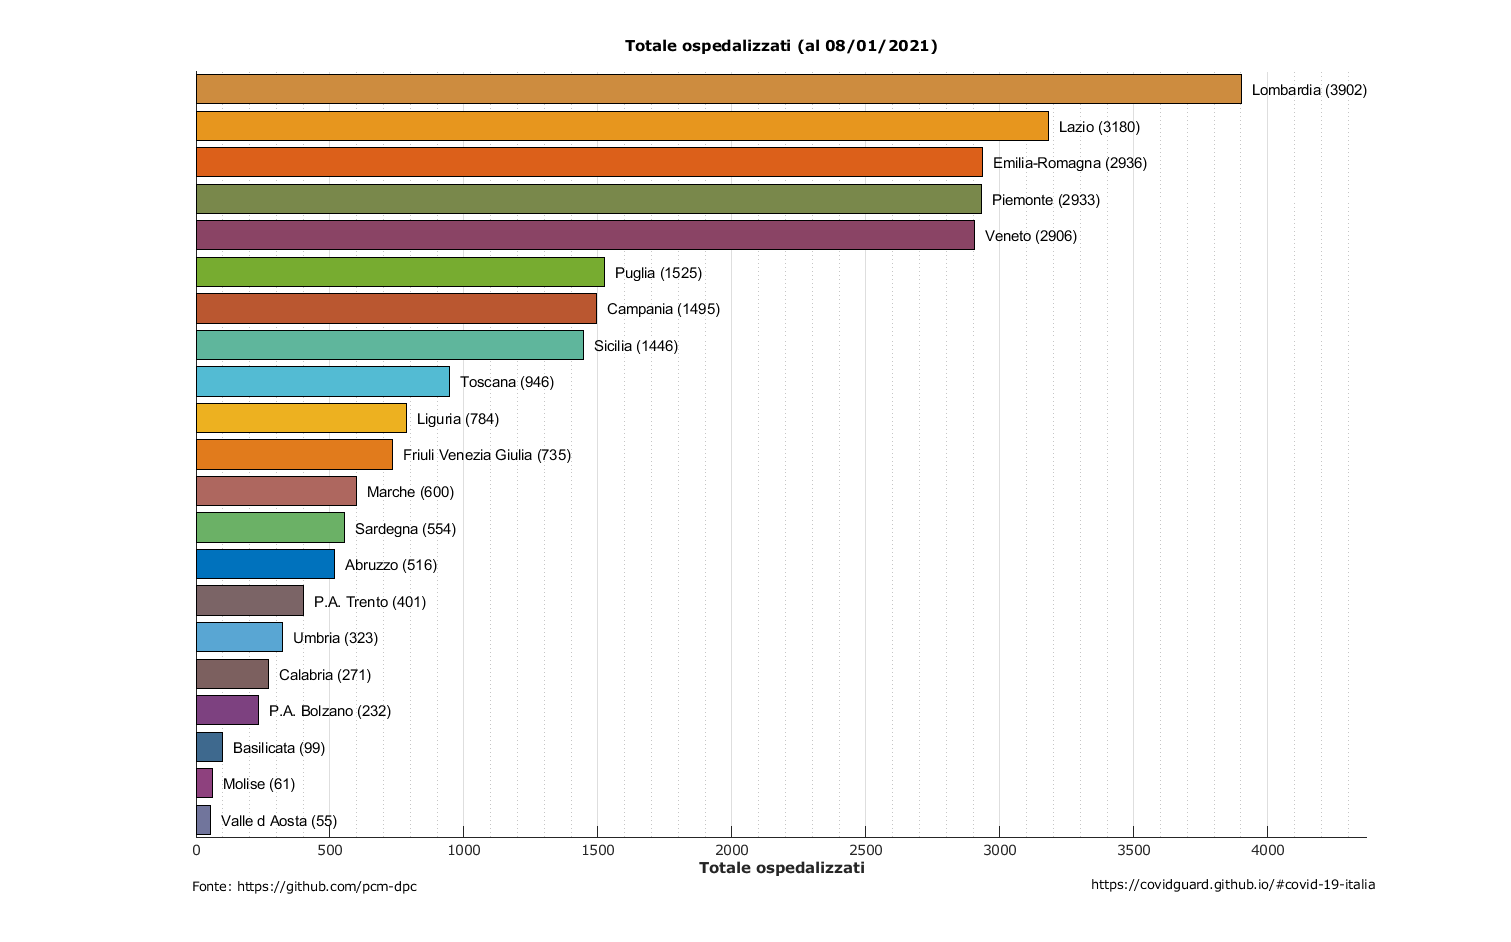 Totale ospedalizzati (al 08/01/2021)
Lombardia (3902)
Lazio (3180)
Emilia-Romagna (2936)
Piemonte (2933)
Veneto (2906)
Puglia (1525)
Campania (1495)
Sicilia (1446)
Toscana (946)
Liguria (784)
Friuli Venezia Giulia (735)
Marche (600)
Sardegna (554)
Abruzzo (516)
P.A. Trento (401)
Umbria (323)
Calabria (271)
P.A. Bolzano (232)
Basilicata (99)
Molise (61)
Valle d Aosta (55)
0 500 1000 1500 2000 2500 3000 3500 4000
Totale ospedalizzati
Fonte: https://github.com/pcm-dpc
https://covidguard.github.io/#covid-19-italia